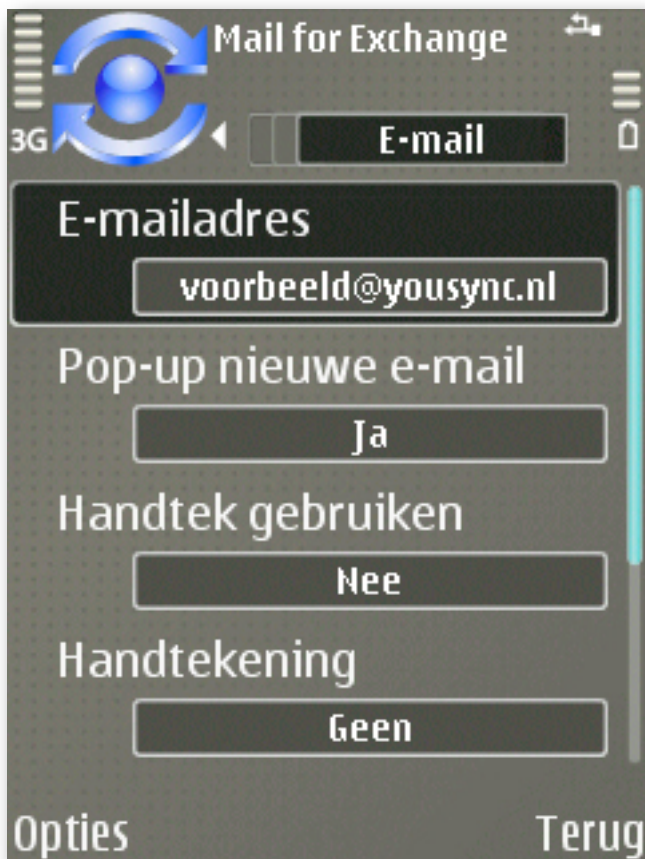 Mail for Exchange
3G
E-mail
E-mailadres
voorbeeld@yousync.nl
Pop-up nieuwe e-mail
Ja
Handtek gebruiken
Nee
Handtekening
Geen
Opties
Terug